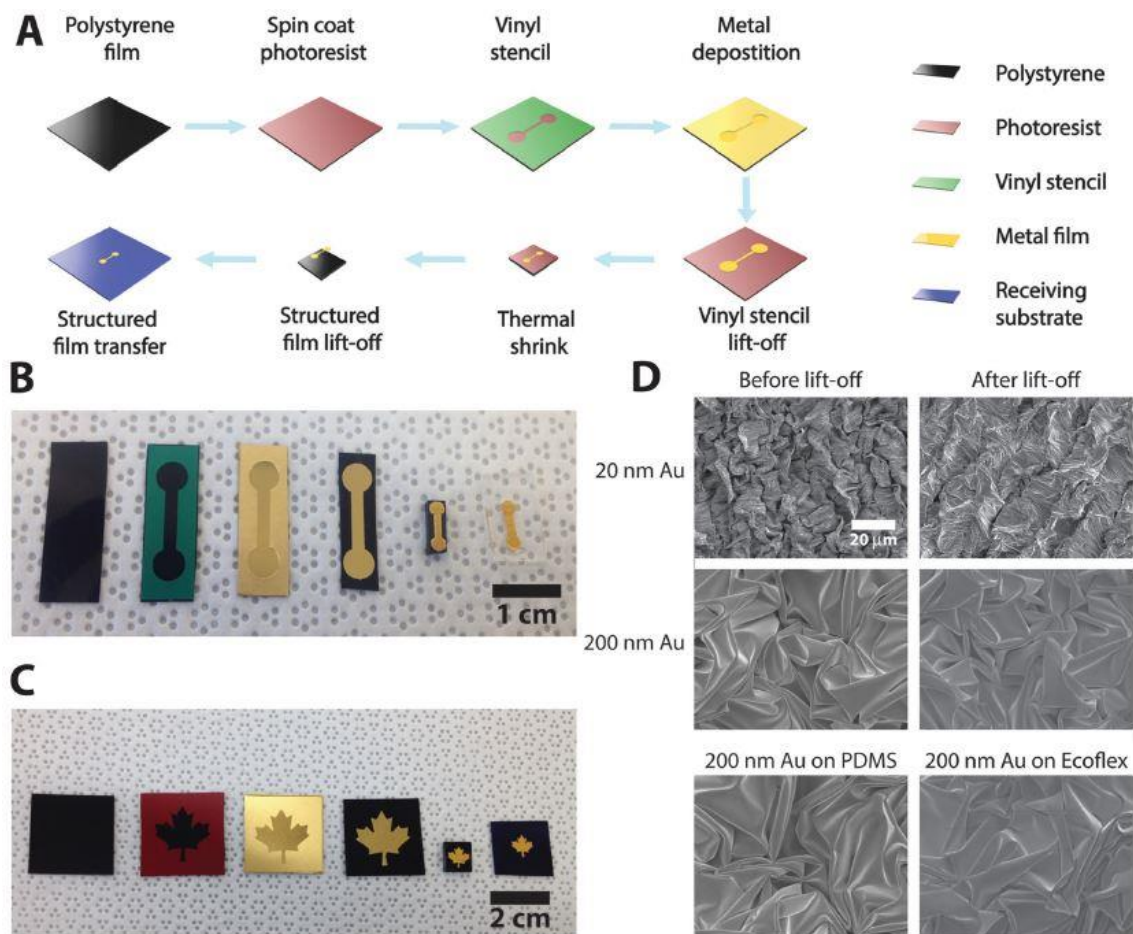 A
Polystyrene
film
Spin coat
photoresist
Vinyl
stencil
Metal
depostition
Polystyrene
Photoresist
Vinyl stencil
Metal film
Receiving
substrate
Structured
film transfer
Structured
film lift-off
Thermal
shrink
Vinyl stencil
lift-off
B
1 cm
C
2 cm
D
Before lift-off
After lift-off
20 nm Au
20 μm
200 nm Au
200 nm Au on PDMS
200 nm Au on Ecoflex